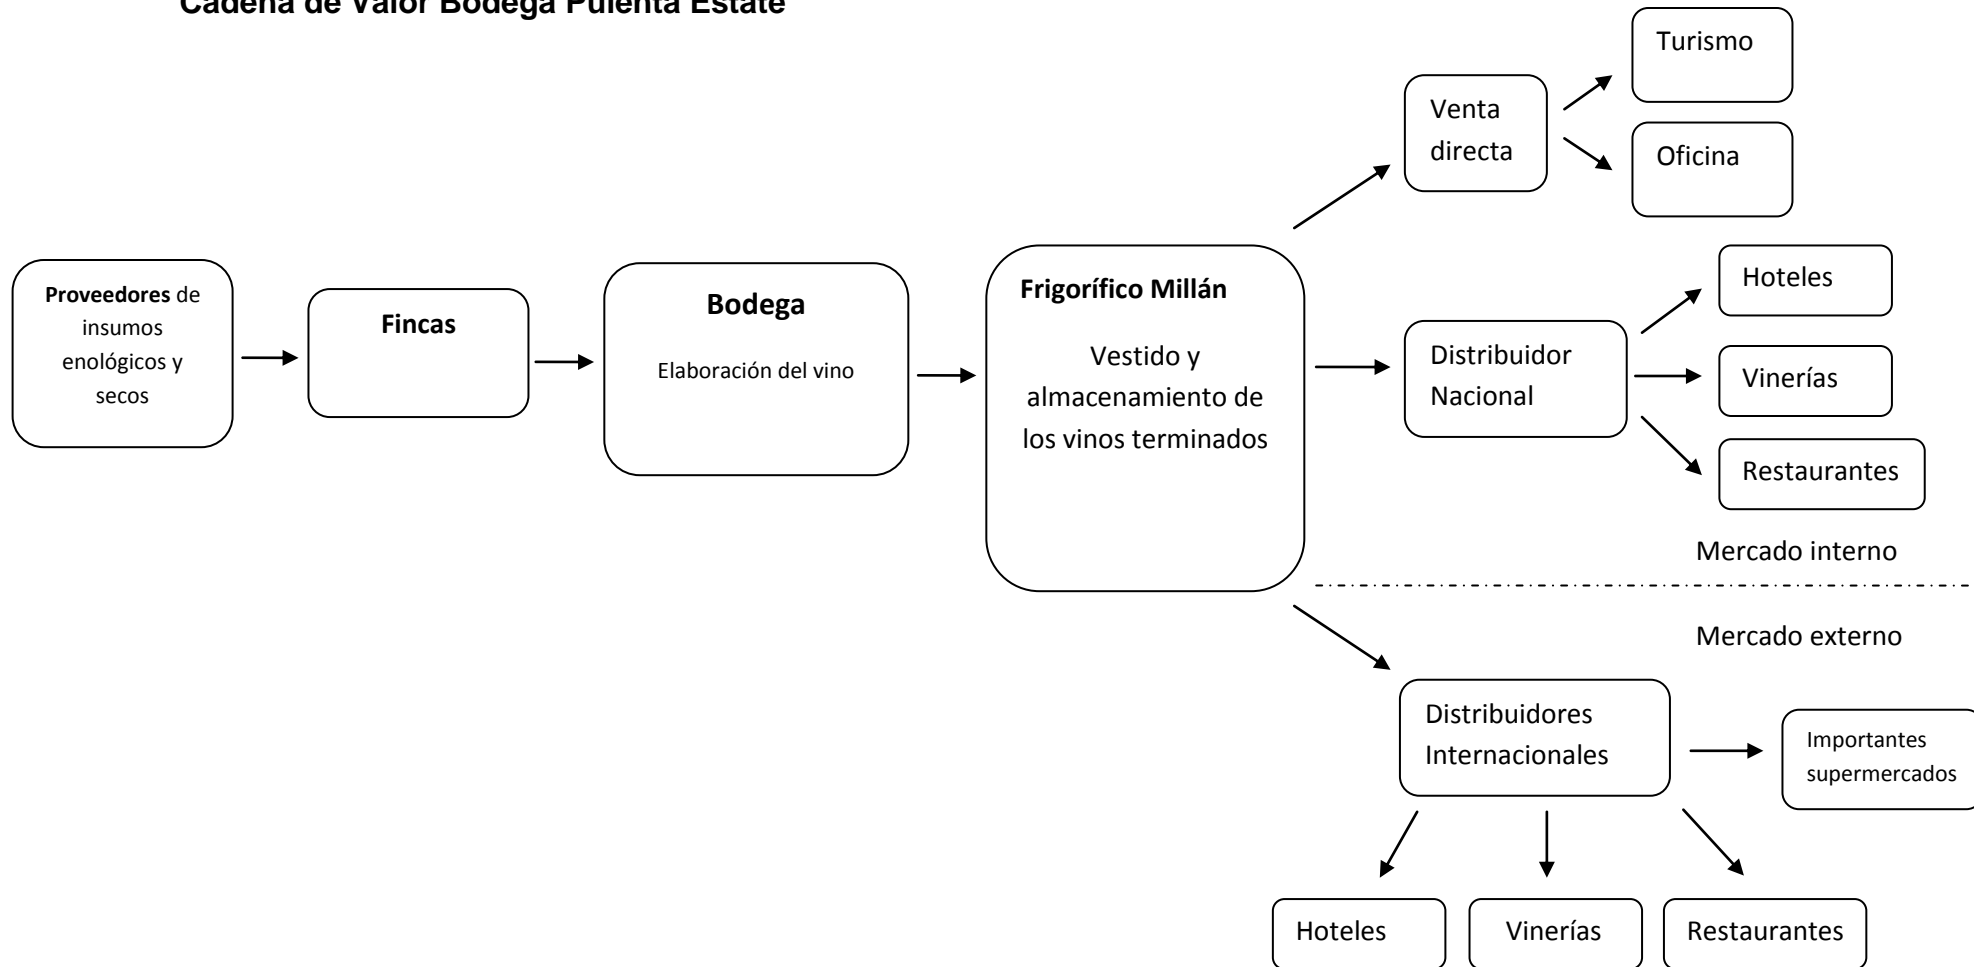 Cadena de Valor Bodega Pulenta Estate
Turismo
Venta
directa
Oficina
Proveedores de
insumos
enológicos y
secos
Fincas
Bodega
Elaboración del vino
Frigorífico Millán
Vestido y
almacenamiento de
los vinos terminados
Distribuidor
Nacional
Hoteles
Vinerías
Restaurantes
Mercado interno
Mercado externo
Distribuidores
Internacionales
Importantes
supermercados
Hoteles
Vinerías
Restaurantes